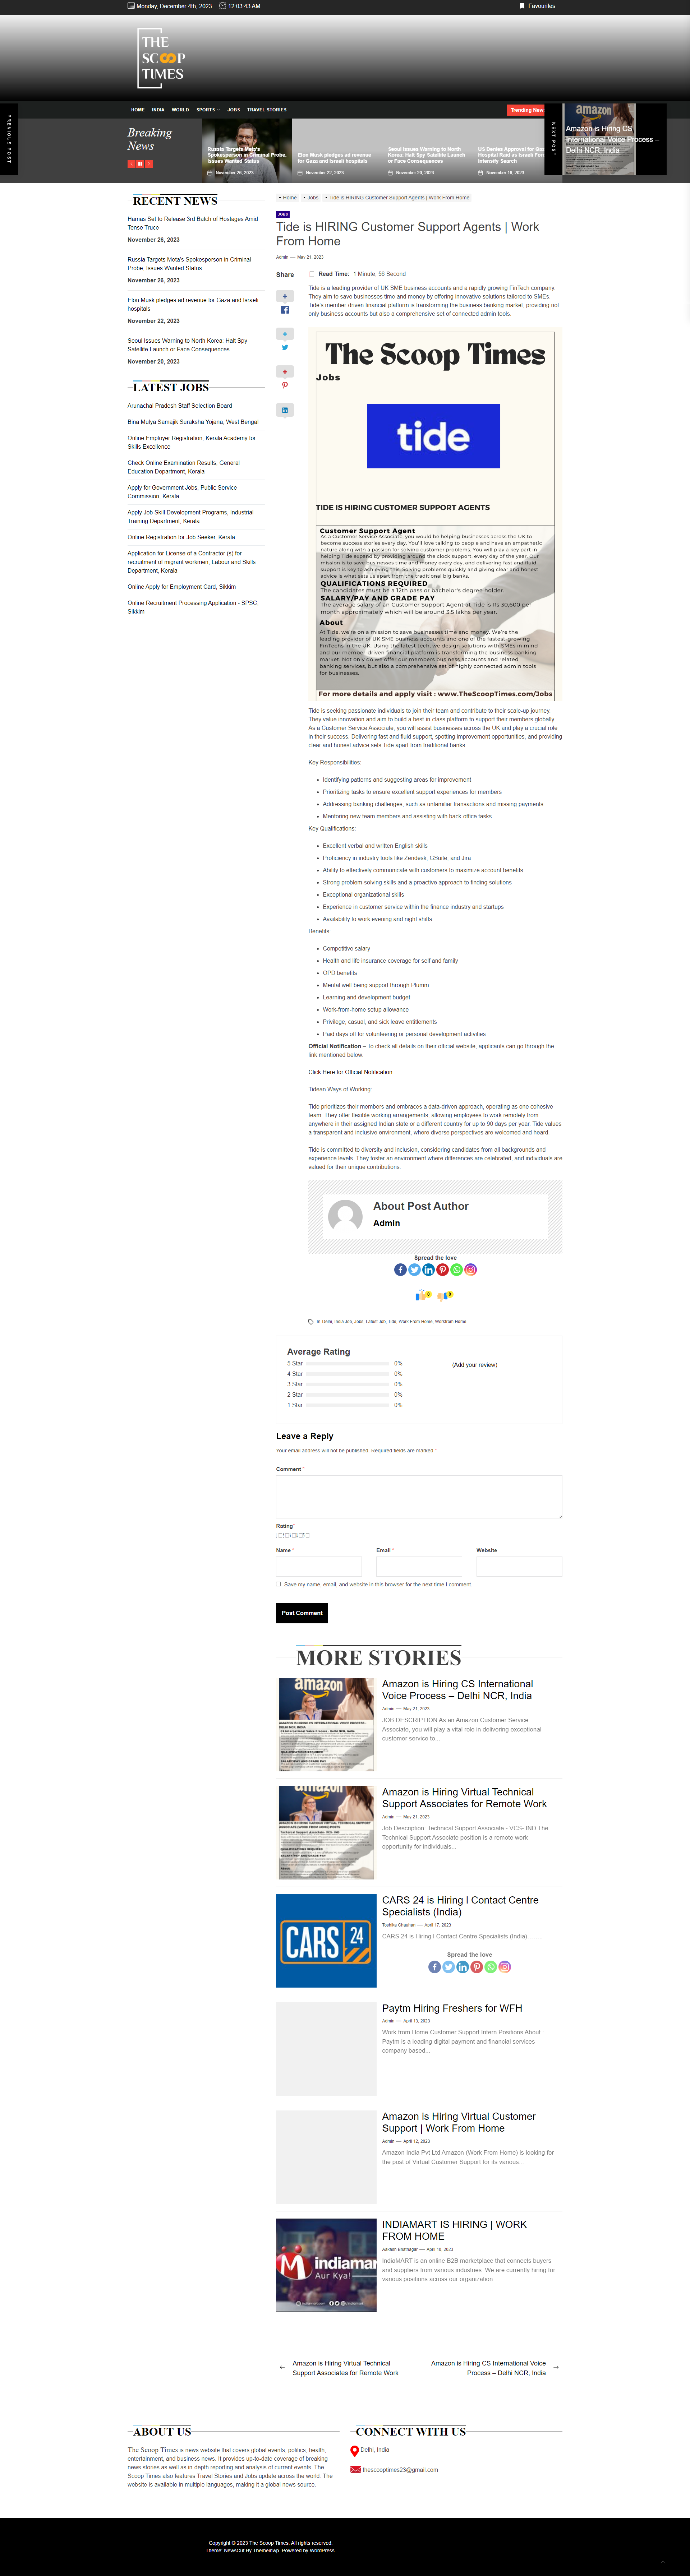 Monday, December 4th, 2023
12:03:43 AM
Favourites
THE
SCOOP
TIMES
HOME
INDIA
WORLD
SPORTS
JOBS
TRAVEL STORIES
Trending New
PREVIOUS POST
NEXT POST
Breaking
News
Russia Targets Meta's
Spokesperson in Criminal Probe,
Issues Wanted Status
November 26, 2023
Elon Musk pledges ad revenue
for Gaza and Israeli hospitals
November 22, 2023
Seoul Issues Warning to North
Korea: Halt Spy Satellite Launch
or Face Consequences
November 20, 2023
November 18, 2023
Amazon is Hiring CS
International Voice Process –
Delhi NCR, India
RECENT NEWS
Hamas Set to Release 3rd Batch of Hostages Amid
Tense Truce
November 26, 2023
Russia Targets Meta's Spokesperson in Criminal
Probe, Issues Wanted Status
November 26, 2023
Elon Musk pledges ad revenue for Gaza and Israeli
hospitals
November 22, 2023
Seoul Issues Warning to North Korea: Halt Spy
Satellite Launch or Face Consequences
November 20, 2023
LATEST JOBS
Arunachal Pradesh Staff Selection Board
Bina Mulya Samajik Suraksha Yojana, West Bengal
Online Employer Registration, Kerala Academy for
Skills Excellence
Check Online Examination Results, General
Education Department, Kerala
Apply for Government Jobs, Public Service
Commission, Kerala
Apply Job Skill Development Programs, Industrial
Training Department, Kerala
Online Registration for Job Seeker, Kerala
Application for License of a Contractor (s) for
recruitment of migrant workmen, Labour and Skills
Department, Kerala
Online Apply for Employment Card, Sikkim
Online Recruitment Processing Application - SPSC,
Sikkim
Home
Jobs
Tide is HIRING Customer Support Agents | Work From Home
JOBS
Tide is HIRING Customer Support Agents | Work
From Home
Admin — May 21, 2023
Share
Read Time: 1 Minute, 56 Second
Tide is a leading provider of UK SME business accounts and a rapidly growing FinTech company.
They aim to save businesses time and money by offering innovative solutions tailored to SMEs.
Tide's member-driven financial platform is transforming the business banking market, providing not
only business accounts but also a comprehensive set of connected admin tools.
The Scoop Times
Jobs
tide
TIDE IS HIRING CUSTOMER SUPPORT AGENTS
Customer Support Agent
As a Customer Service Associate, you would be helping businesses across the UK to
become success stories every day. You'll love talking to people and have an empathetic
nature along with a passion for solving customer problems. You will play a key part in
helping Tide expand by providing around the clock support, every day of the year. Our
mission is to save businesses time and money every day, and delivering fast and fluid
support is key to achieving this. Solving problems quickly and giving clear and honest
advice is what sets us apart from the traditional big banks.
QUALIFICATIONS REQUIRED
The candidates must be a 12th pass or bachelor's degree holder.
SALARY/PAY AND GRADE PAY
The average salary of an Customer Support Agent at Tide is Rs 30,600 per
month approximately which will be around 3.5 lakhs per annum.
About
At Tide, we're on a mission to save businesses time and money. We're the
leading provider of UK SME business accounts and one of the fastest-growing
FinTechs in the UK. Using the latest tech, we design solutions with SMEs in mind
and our member-driven financial platform is transforming the business banking
market. Not only do we offer our members business accounts and related
banking services, but also a comprehensive set of highly connected admin tools
for businesses.
For more details and apply visit : www.TheScoopTimes.com/Jobs
Tide is seeking passionate individuals to join their team and contribute to their scale-up journey.
They value innovation and aim to build a best-in-class platform to support their members globally.
As a Customer Service Associate, you will assist businesses across the UK and play a crucial role
in their success. Delivering fast and fluid support, spotting improvement opportunities, and providing
clear and honest advice sets Tide apart from traditional banks.
Key Responsibilities:
Identifying patterns and suggesting areas for improvement
Prioritizing tasks to ensure excellent support experiences for members
Addressing banking challenges, such as unfamiliar transactions and missing payments
Mentoring new team members and assisting with back-office tasks
Key Qualifications:
Excellent verbal and written English skills
Proficiency in industry tools like Zendesk, GSuite, and Jira
Ability to effectively communicate with customers to maximize account benefits
Strong problem-solving skills and a proactive approach to finding solutions
Exceptional organizational skills
Experience in customer service within the finance industry and startups
Availability to work evening and night shifts
Benefits:
Competitive salary
Health and life insurance coverage for self and family
OPD benefits
Mental well-being support through Plumm
Learning and development budget
Work-from-home setup allowance
Privilege, casual, and sick leave entitlements
Paid days off for volunteering or personal development activities
Official Notification – To check all details on their official website, applicants can go through the
link mentioned below.
Click Here for Official Notification
Tidean Ways of Working:
Tide prioritizes their members and embraces a data-driven approach, operating as one cohesive
team. They offer flexible working arrangements, allowing employees to work remotely from
anywhere in their assigned Indian state or a different country for up to 90 days per year. Tide values
a transparent and inclusive environment, where diverse perspectives are welcomed and heard.
Tide is committed to diversity and inclusion, considering candidates from all backgrounds and
experience levels. They foster an environment where differences are celebrated, and individuals are
valued for their unique contributions.
About Post Author
Admin
Spread the love
0
0
In Delhi, India Job, Jobs, Latest Job, Tide, Work From Home, Workfrom Home
Average Rating
5 Star 0%
4 Star 0%
3 Star 0%
2 Star 0%
1 Star 0%
(Add your review)
Leave a Reply
Your email address will not be published. Required fields are marked *
Comment *
Rating*
Name *
Email *
Website
Save my name, email, and website in this browser for the next time I comment.
Post Comment
MORE STORIES
Amazon is Hiring CS International
Voice Process – Delhi NCR, India
Admin — May 21, 2023
JOB DESCRIPTION As an Amazon Customer Service
Associate, you will play a vital role in delivering exceptional
customer service to...
Amazon is Hiring Virtual Technical
Support Associates for Remote Work
Admin — May 21, 2023
Job Description: Technical Support Associate - VCS- IND The
Technical Support Associate position is a remote work
opportunity for individuals...
CARS 24
CARS 24 is Hiring I Contact Centre
Specialists (India)
Toshika Chauhan — April 17, 2023
CARS 24 is Hiring I Contact Centre Specialists (India)........
Spread the love
Paytm Hiring Freshers for WFH
Admin — April 13, 2023
Work from Home Customer Support Intern Positions About :
Paytm is a leading digital payment and financial services
company based...
Amazon is Hiring Virtual Customer
Support | Work From Home
Admin — April 12, 2023
Amazon India Pvt Ltd Amazon (Work From Home) is looking for
the post of Virtual Customer Support for its various...
indiamar
Aur Kya!
INDIAMART IS HIRING | WORK
FROM HOME
Aakash Bhatnagar — April 10, 2023
IndiaMART is an online B2B marketplace that connects buyers
and suppliers from various industries. We are currently hiring for
various positions across our organization....
Amazon is Hiring Virtual Technical
Support Associates for Remote Work
Amazon is Hiring CS International Voice
Process – Delhi NCR, India
ABOUT US
The Scoop Times is news website that covers global events, politics, health,
entertainment, and business news. It provides up-to-date coverage of breaking
news stories as well as in-depth reporting and analysis of current events. The
Scoop Times also features Travel Stories and Jobs update across the world. The
website is available in multiple languages, making it a global news source.
CONNECT WITH US
Delhi, India
thescooptimes23@gmail.com
Copyright © 2023 The Scoop Times. All rights reserved.
Theme: NewsCut By Themeinwp. Powered by WordPress.